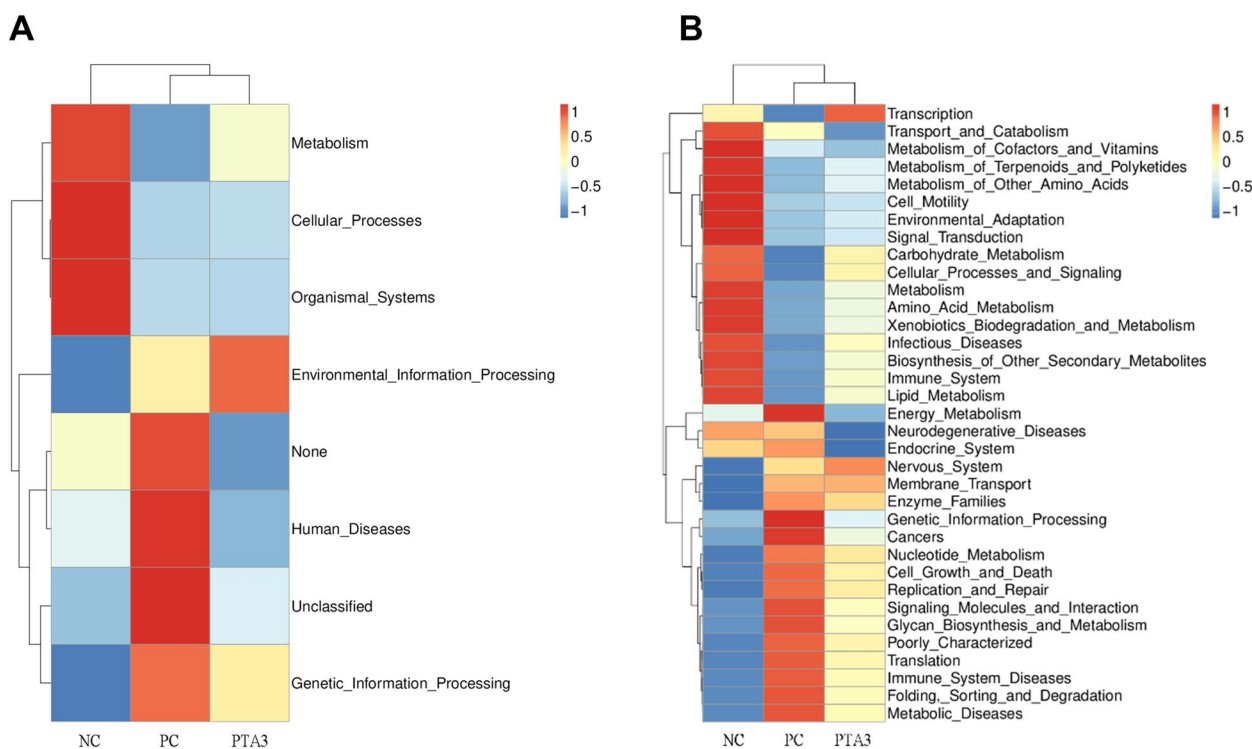 A
Metabolism
Cellular_Processes
Organismal_Systems
Environmental_Information_Processing
None
Human_Diseases
Unclassified
Genetic_Information_Processing
NC PC PTA3
1
0.5
0
−0.5
−1
B
Transcription
Transport_and_Catabolism
Metabolism_of_Cofactors_and_Vitamins
Metabolism_of_Terpenoids_and_Polyketides
Metabolism_of_Other_Amino_Acids
Cell_Motility
Environmental_Adaptation
Signal_Transduction
Carbohydrate_Metabolism
Cellular_Processes_and_Signaling
Metabolism
Amino_Acid_Metabolism
Xenobiotics_Biodegradation_and_Metabolism
Infectious_Diseases
Biosynthesis_of_Other_Secondary_Metabolites
Immune_System
Lipid_Metabolism
Energy_Metabolism
Neurodegenerative_Diseases
Endocrine_System
Nervous_System
Membrane_Transport
Enzyme_Families
Genetic_Information_Processing
Cancers
Nucleotide_Metabolism
Cell_Growth_and_Death
Replication_and_Repair
Signaling_Molecules_and_Interaction
Glycan_Biosynthesis_and_Metabolism
Poorly_Characterized
Translation
Immune_System_Diseases
Folding,_Sorting_and_Degradation
Metabolic_Diseases
NC PC PTA3
1
0.5
0
−0.5
−1